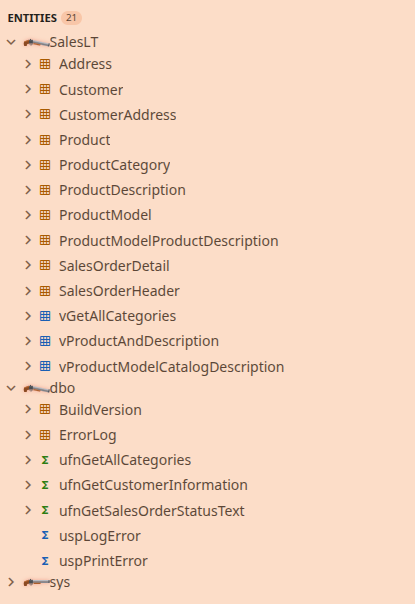 ENTITIES 21
SalesLT
Address
Customer
CustomerAddress
Product
ProductCategory
ProductDescription
ProductModel
ProductModelProductDescription
SalesOrderDetail
SalesOrderHeader
vGetAllCategories
vProductAndDescription
vProductModelCatalogDescription
dbo
BuildVersion
ErrorLog
Σ ufnGetAllCategories
Σ ufnGetCustomerInformation
Σ ufnGetSalesOrderStatusText
Σ uspLogError
Σ uspPrintError
sys